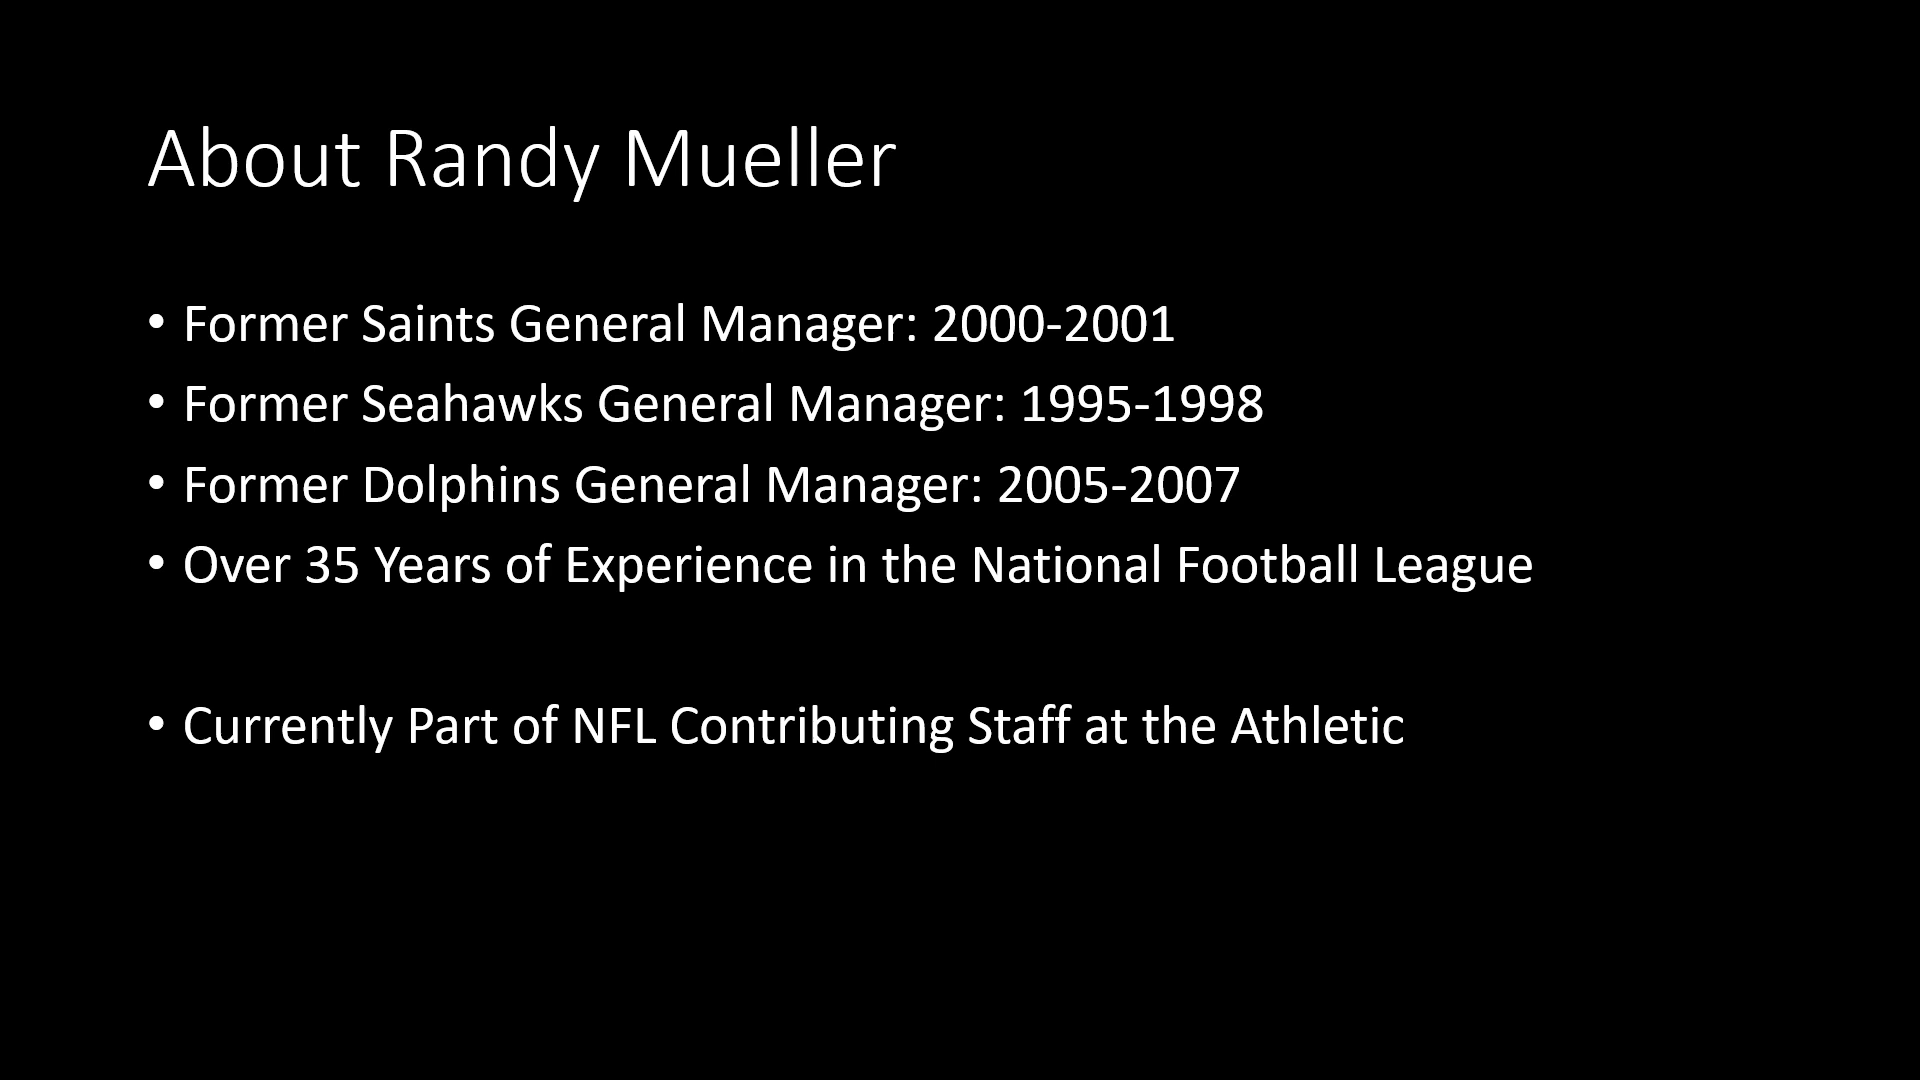 About Randy Mueller
• Former Saints General Manager: 2000-2001
• Former Seahawks General Manager: 1995-1998
• Former Dolphins General Manager: 2005-2007
• Over 35 Years of Experience in the National Football League
• Currently Part of NFL Contributing Staff at the Athletic